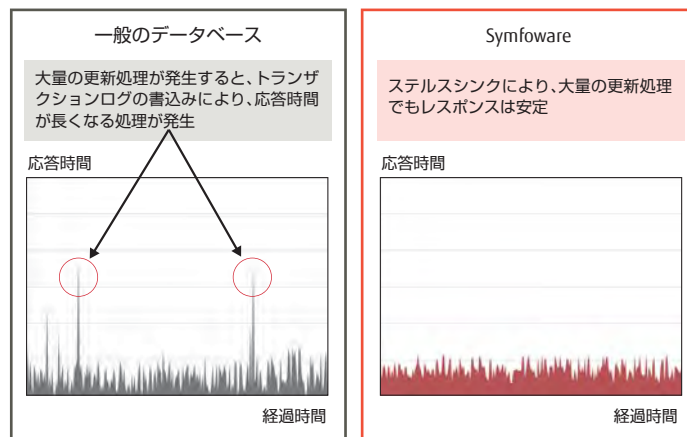 一般のデータベース
大量の更新処理が発生すると、トランザ
クションログの書込みにより、応答時間
が長くなる処理が発生
応答時間
経過時間
Symfoware
ステルスシンクにより、大量の更新処理
でもレスポンスは安定
応答時間
経過時間